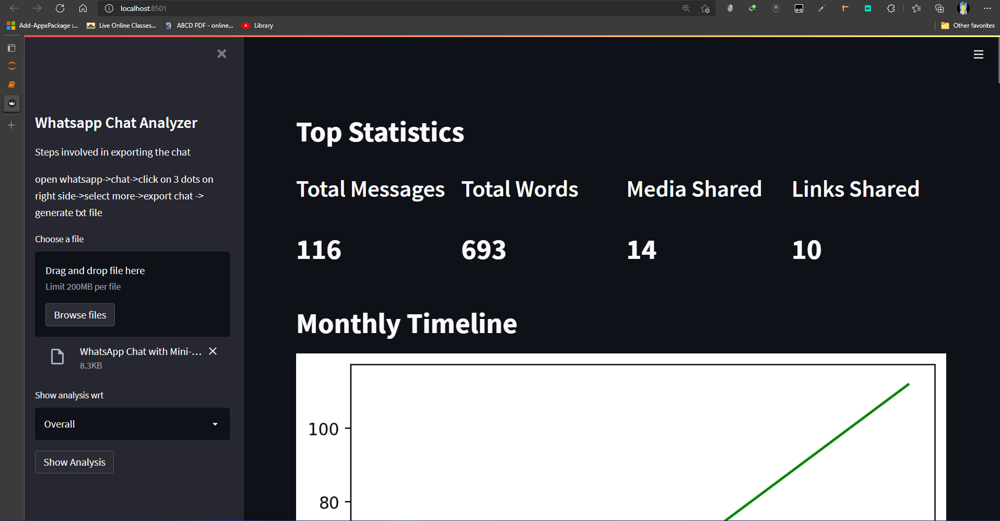 localhost:8501
Add-AppxPackage :...
Live Online Classes...
ABCD PDF - online...
Library
Other favorites
Whatsapp Chat Analyzer
Steps involved in exporting the chat
open whatsapp->chat->click on 3 dots on
right side->select more->export chat ->
generate txt file
Choose a file
Drag and drop file here
Limit 200MB per file
Browse files
WhatsApp Chat with Mini-...
8.3KB
Show analysis wrt
Overall
Show Analysis
Top Statistics
Total Messages Total Words Media Shared Links Shared
116 693 14 10
Monthly Timeline
100
80